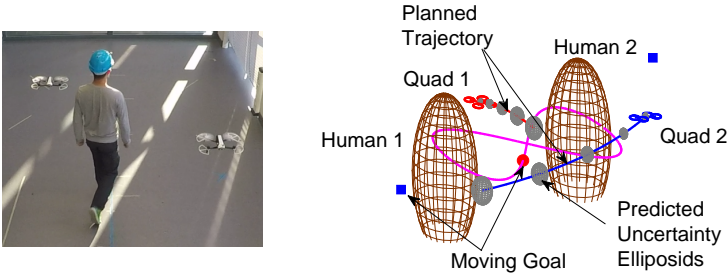 Planned
Trajectory
Human 2
Quad 1
Human 1
Quad 2
Predicted
Uncertainty
Elliposids
Moving Goal